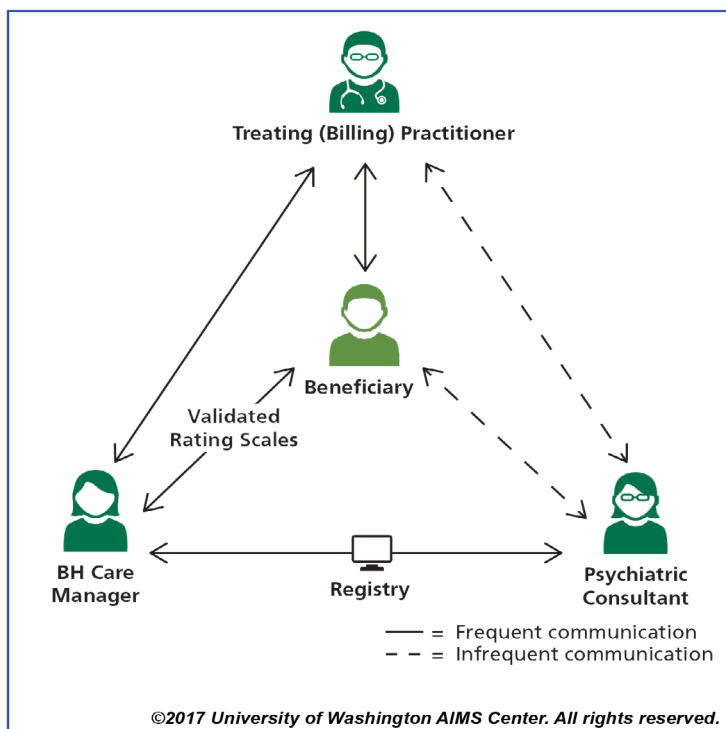 Treating (Billing) Practitioner
Beneficiary
Validated
Rating Scales
BH Care
Manager
Registry
Psychiatric
Consultant
= Frequent communication
= Infrequent communication
©2017 University of Washington AIMS Center. All rights reserved.